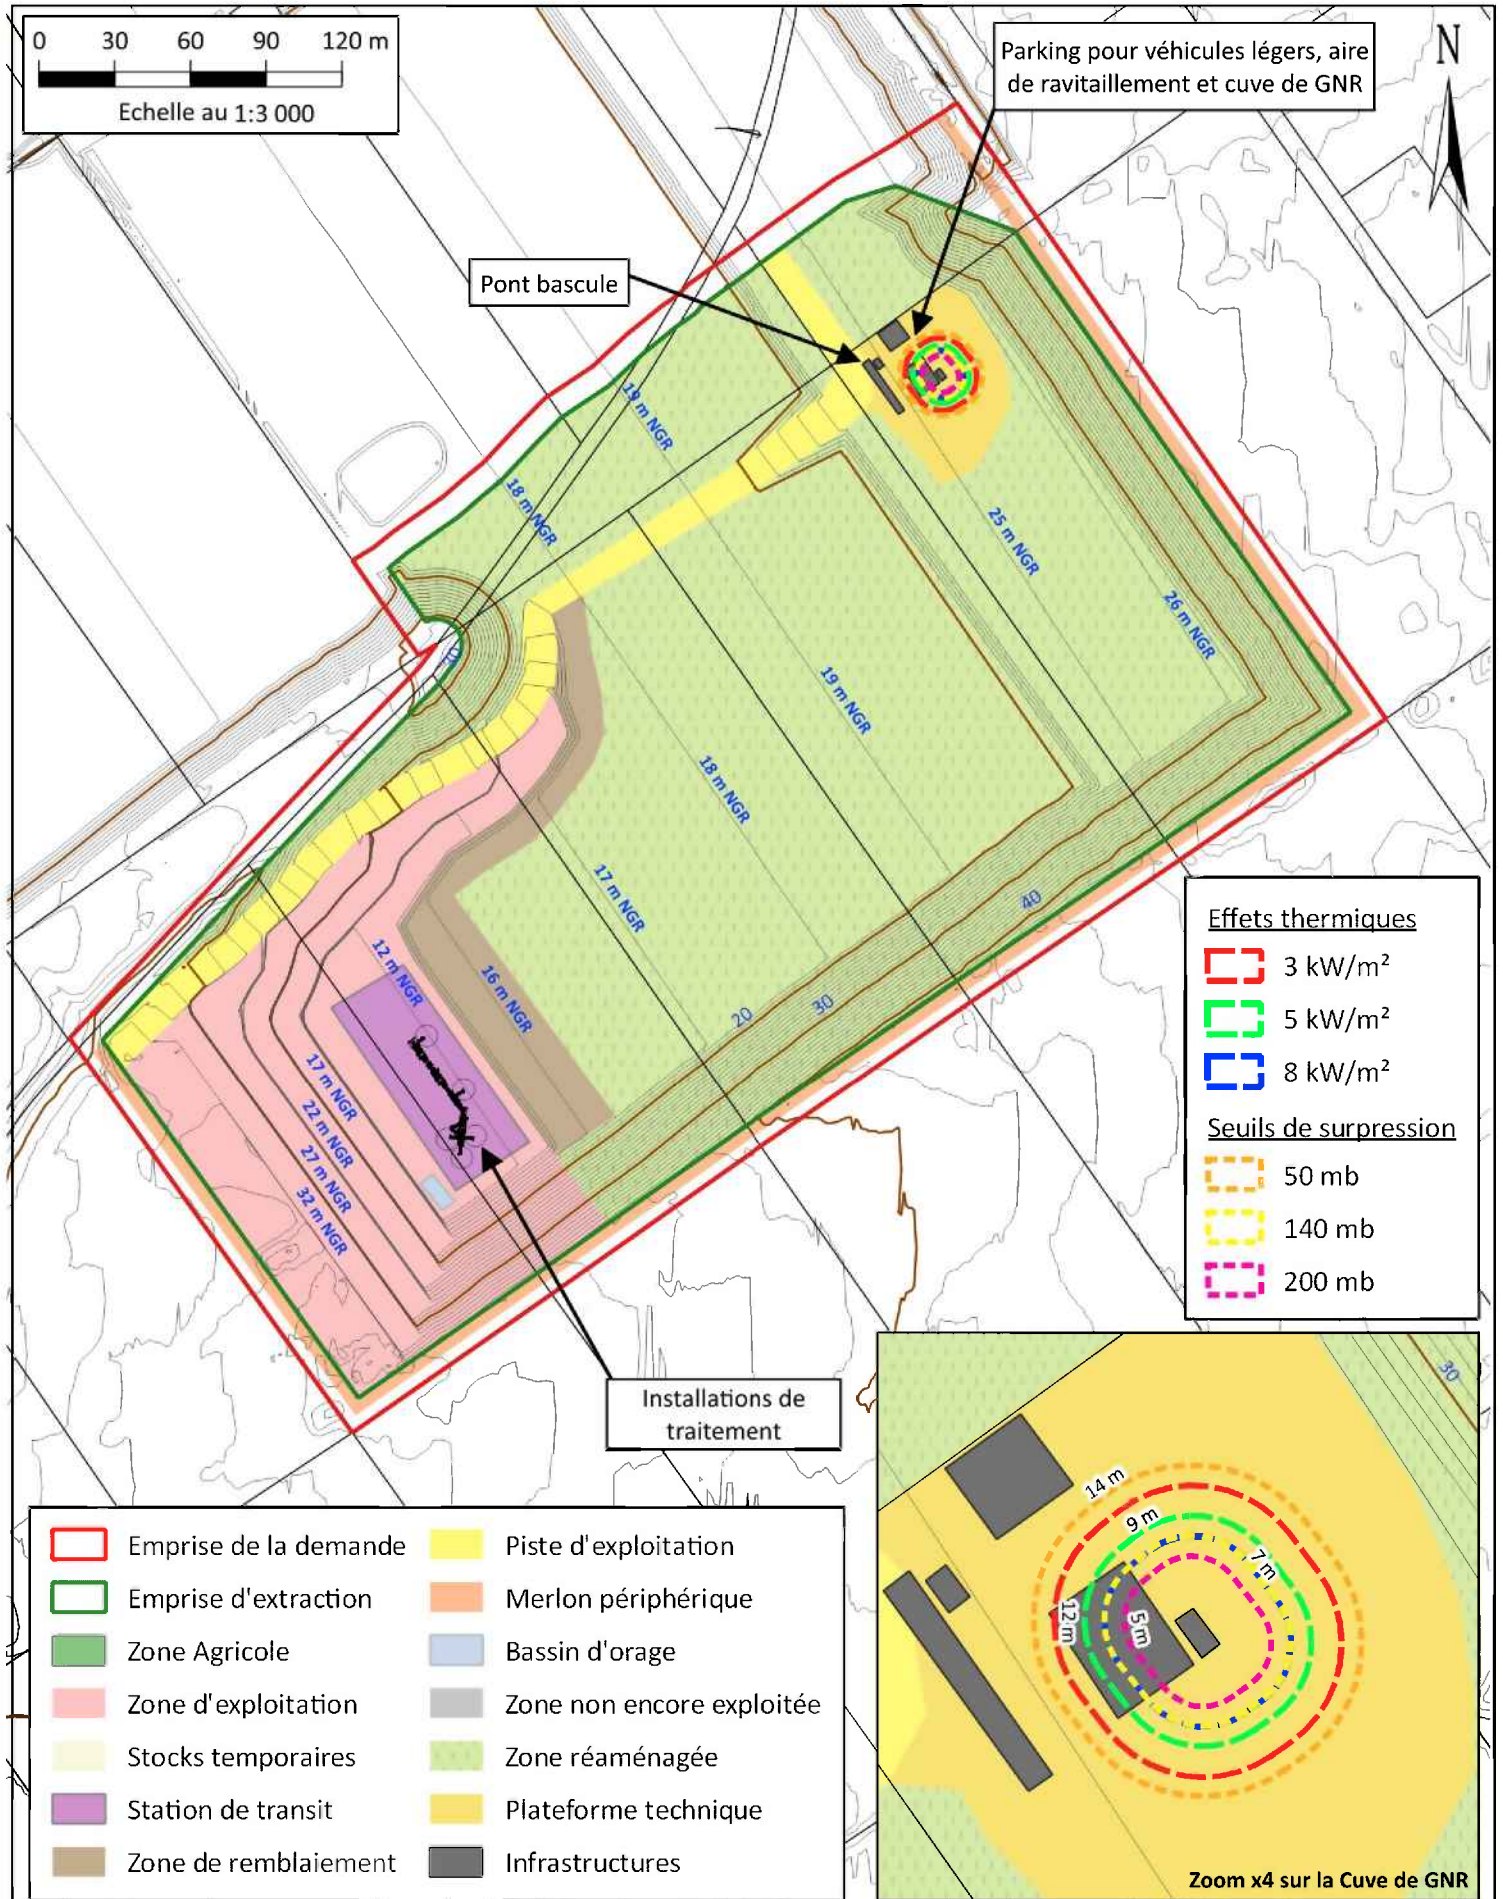 0 30 60 90 120 m
Echelle au 1:3 000
Parking pour véhicules légers, aire
de ravitaillement et cuve de GNR
N
Pont bascule
19 m NGR
18 m NGR
25 m NGR
26 m NGR
19 m NGR
18 m NGR
17 m NGR
12 m NGR
16 m NGR
40
30
20
17 m NGR
22 m NGR
27 m NGR
32 m NGR
Installations de
traitement
Effets thermiques
3 kW/m²
5 kW/m²
8 kW/m²
Seuils de surpression
50 mb
140 mb
200 mb
Emprise de la demande
Emprise d'extraction
Zone Agricole
Zone d'exploitation
Stocks temporaires
Station de transit
Zone de remblaiement
Piste d'exploitation
Merlon périphérique
Bassin d'orage
Zone non encore exploitée
Zone réaménagée
Plateforme technique
Infrastructures
30
14 m
9 m
7 m
12 m
5 m
Zoom x4 sur la Cuve de GNR